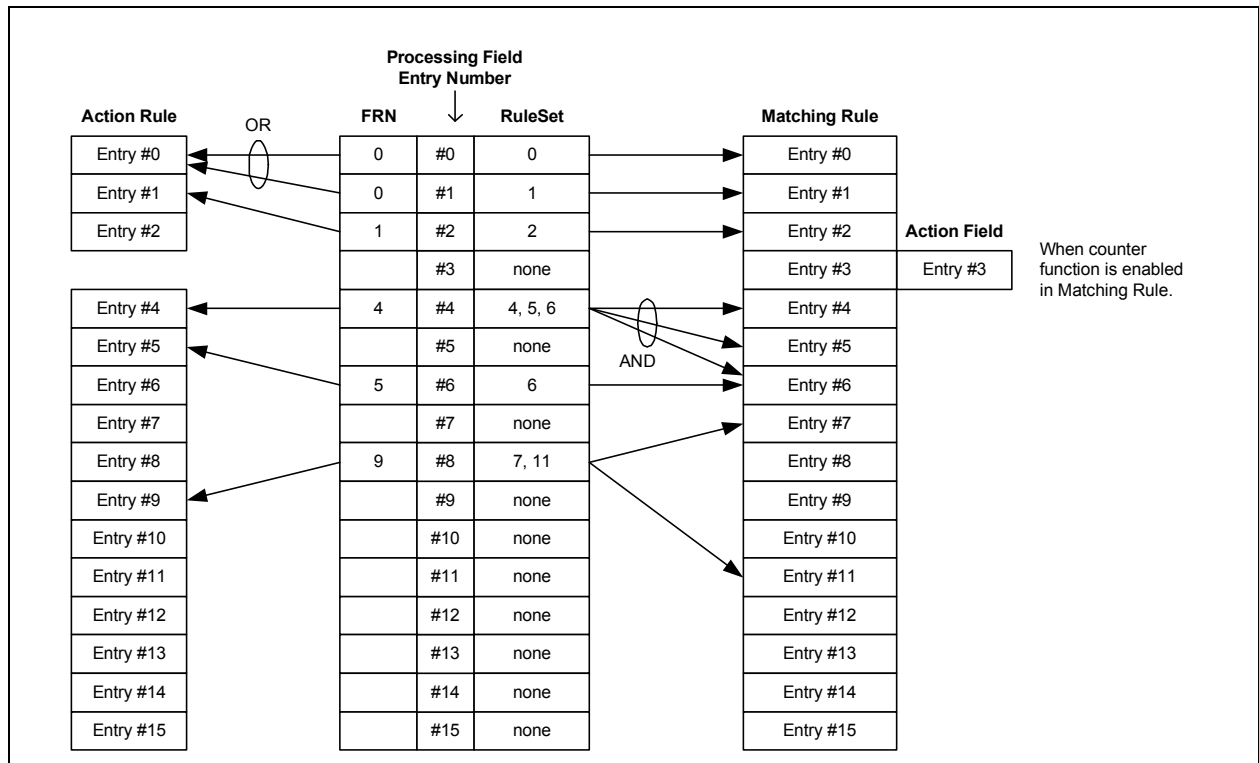 Processing Field
Entry Number
Action Rule
OR
FRN
RuleSet
Matching Rule
Entry #0
0
#0
0
Entry #0
Entry #1
0
#1
1
Entry #1
Entry #2
1
#2
2
Entry #2
Action Field
#3
none
Entry #3
Entry #3
When counter
function is enabled
in Matching Rule.
Entry #4
4
#4
4, 5, 6
Entry #4
Entry #5
#5
none
AND
Entry #5
Entry #6
5
#6
6
Entry #6
Entry #7
#7
none
Entry #7
Entry #8
9
#8
7, 11
Entry #8
Entry #9
#9
none
Entry #9
Entry #10
#10
none
Entry #10
Entry #11
#11
none
Entry #11
Entry #12
#12
none
Entry #12
Entry #13
#13
none
Entry #13
Entry #14
#14
none
Entry #14
Entry #15
#15
none
Entry #15